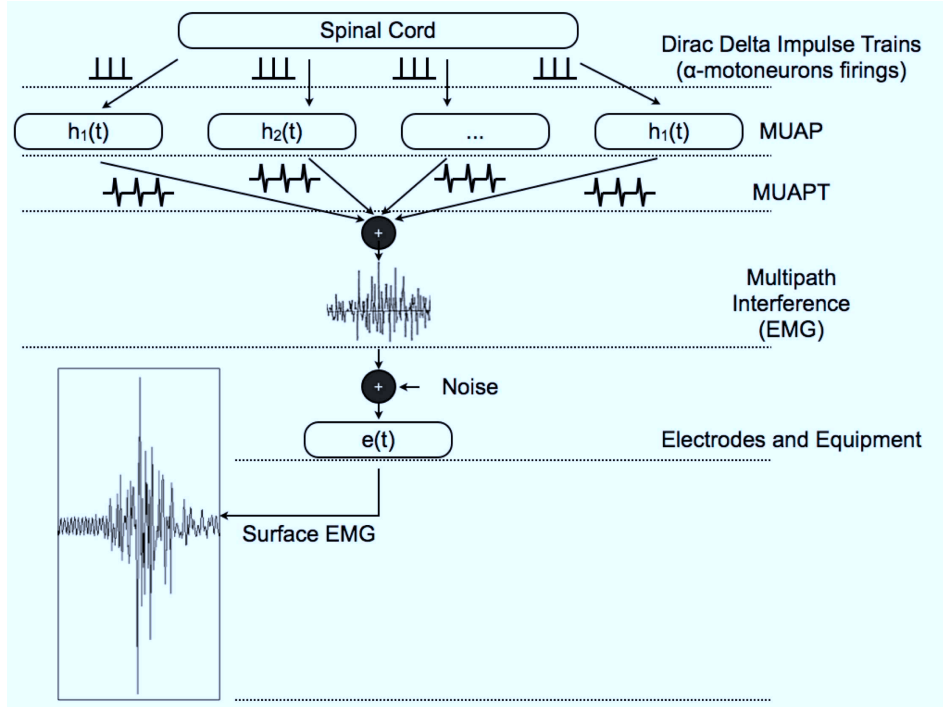 Spinal Cord
Dirac Delta Impulse Trains
(α-motoneurons firings)
h₁(t)
h₂(t)
...
h₁(t)
MUAP
MUAPT
+
Multipath
Interference
(EMG)
+
Noise
e(t)
Electrodes and Equipment
Surface EMG